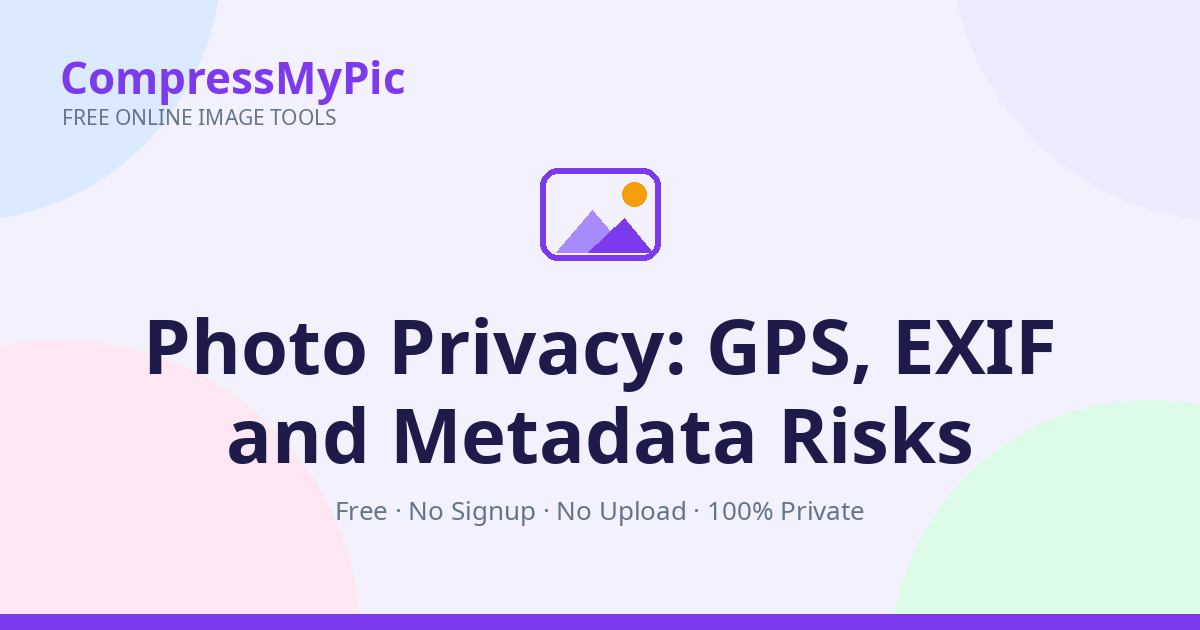 CompressMyPic
FREE ONLINE IMAGE TOOLS
Photo Privacy: GPS, EXIF
and Metadata Risks
Free · No Signup · No Upload · 100% Private